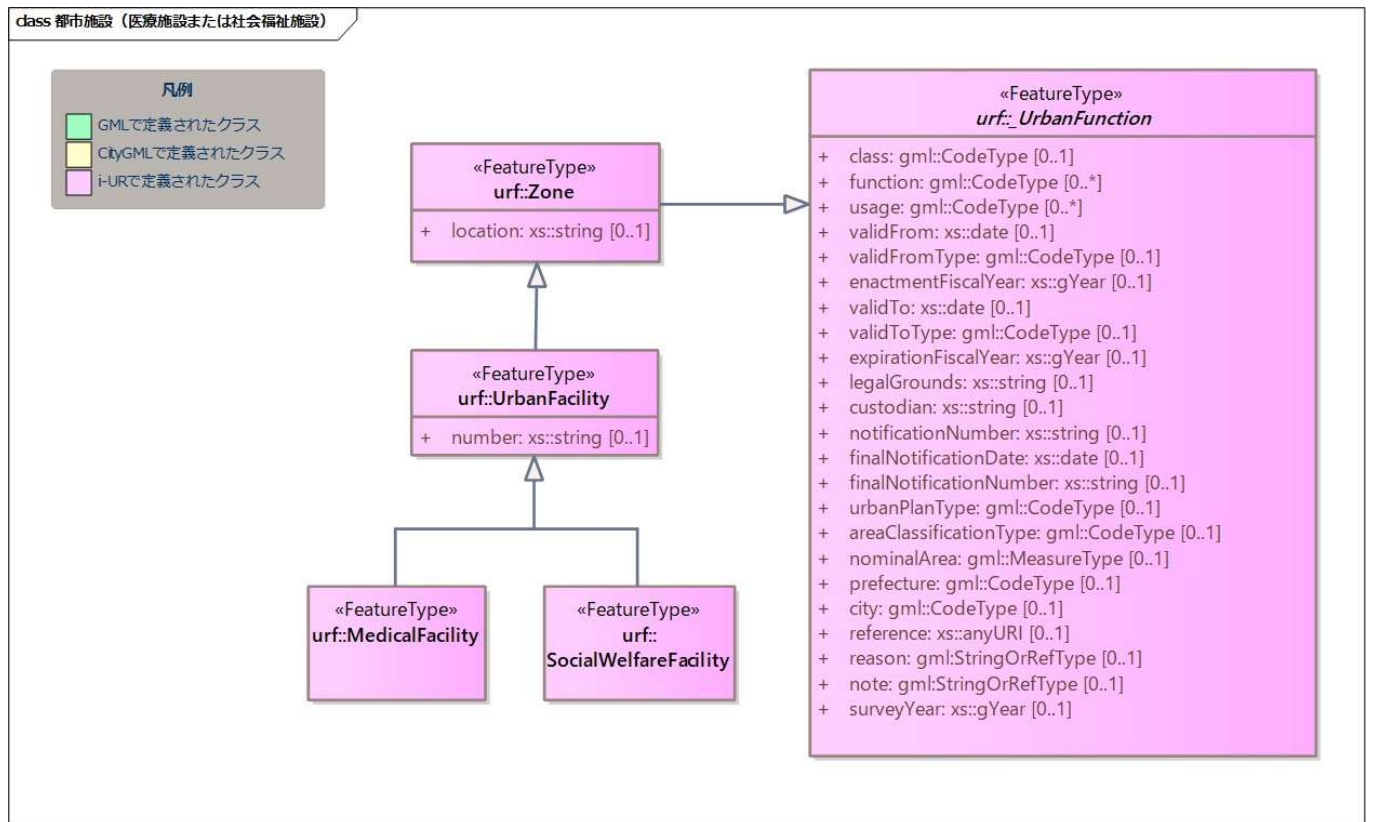 class 都市施設（医療施設または社会福祉施設）
凡例
GMLで定義されたクラス
CityGMLで定義されたクラス
i-URで定義されたクラス
«FeatureType»
urf::Zone
+ location: xs::string [0..1]
«FeatureType»
urf::UrbanFacility
+ number: xs::string [0..1]
«FeatureType»
urf::MedicalFacility
«FeatureType»
urf::
SocialWelfareFacility
«FeatureType»
urf::_UrbanFunction
+ class: gml::CodeType [0..1]
+ function: gml::CodeType [0..*]
+ usage: gml::CodeType [0..*]
+ validFrom: xs::date [0..1]
+ validFromType: gml::CodeType [0..1]
+ enactmentFiscalYear: xs::gYear [0..1]
+ validTo: xs::date [0..1]
+ validToType: gml::CodeType [0..1]
+ expirationFiscalYear: xs::gYear [0..1]
+ legalGrounds: xs::string [0..1]
+ custodian: xs::string [0..1]
+ notificationNumber: xs::string [0..1]
+ finalNotificationDate: xs::date [0..1]
+ finalNotificationNumber: xs::string [0..1]
+ urbanPlanType: gml::CodeType [0..1]
+ areaClassificationType: gml::CodeType [0..1]
+ nominalArea: gml::MeasureType [0..1]
+ prefecture: gml::CodeType [0..1]
+ city: gml::CodeType [0..1]
+ reference: xs::anyURI [0..1]
+ reason: gml:StringOrRefType [0..1]
+ note: gml:StringOrRefType [0..1]
+ surveyYear: xs::gYear [0..1]